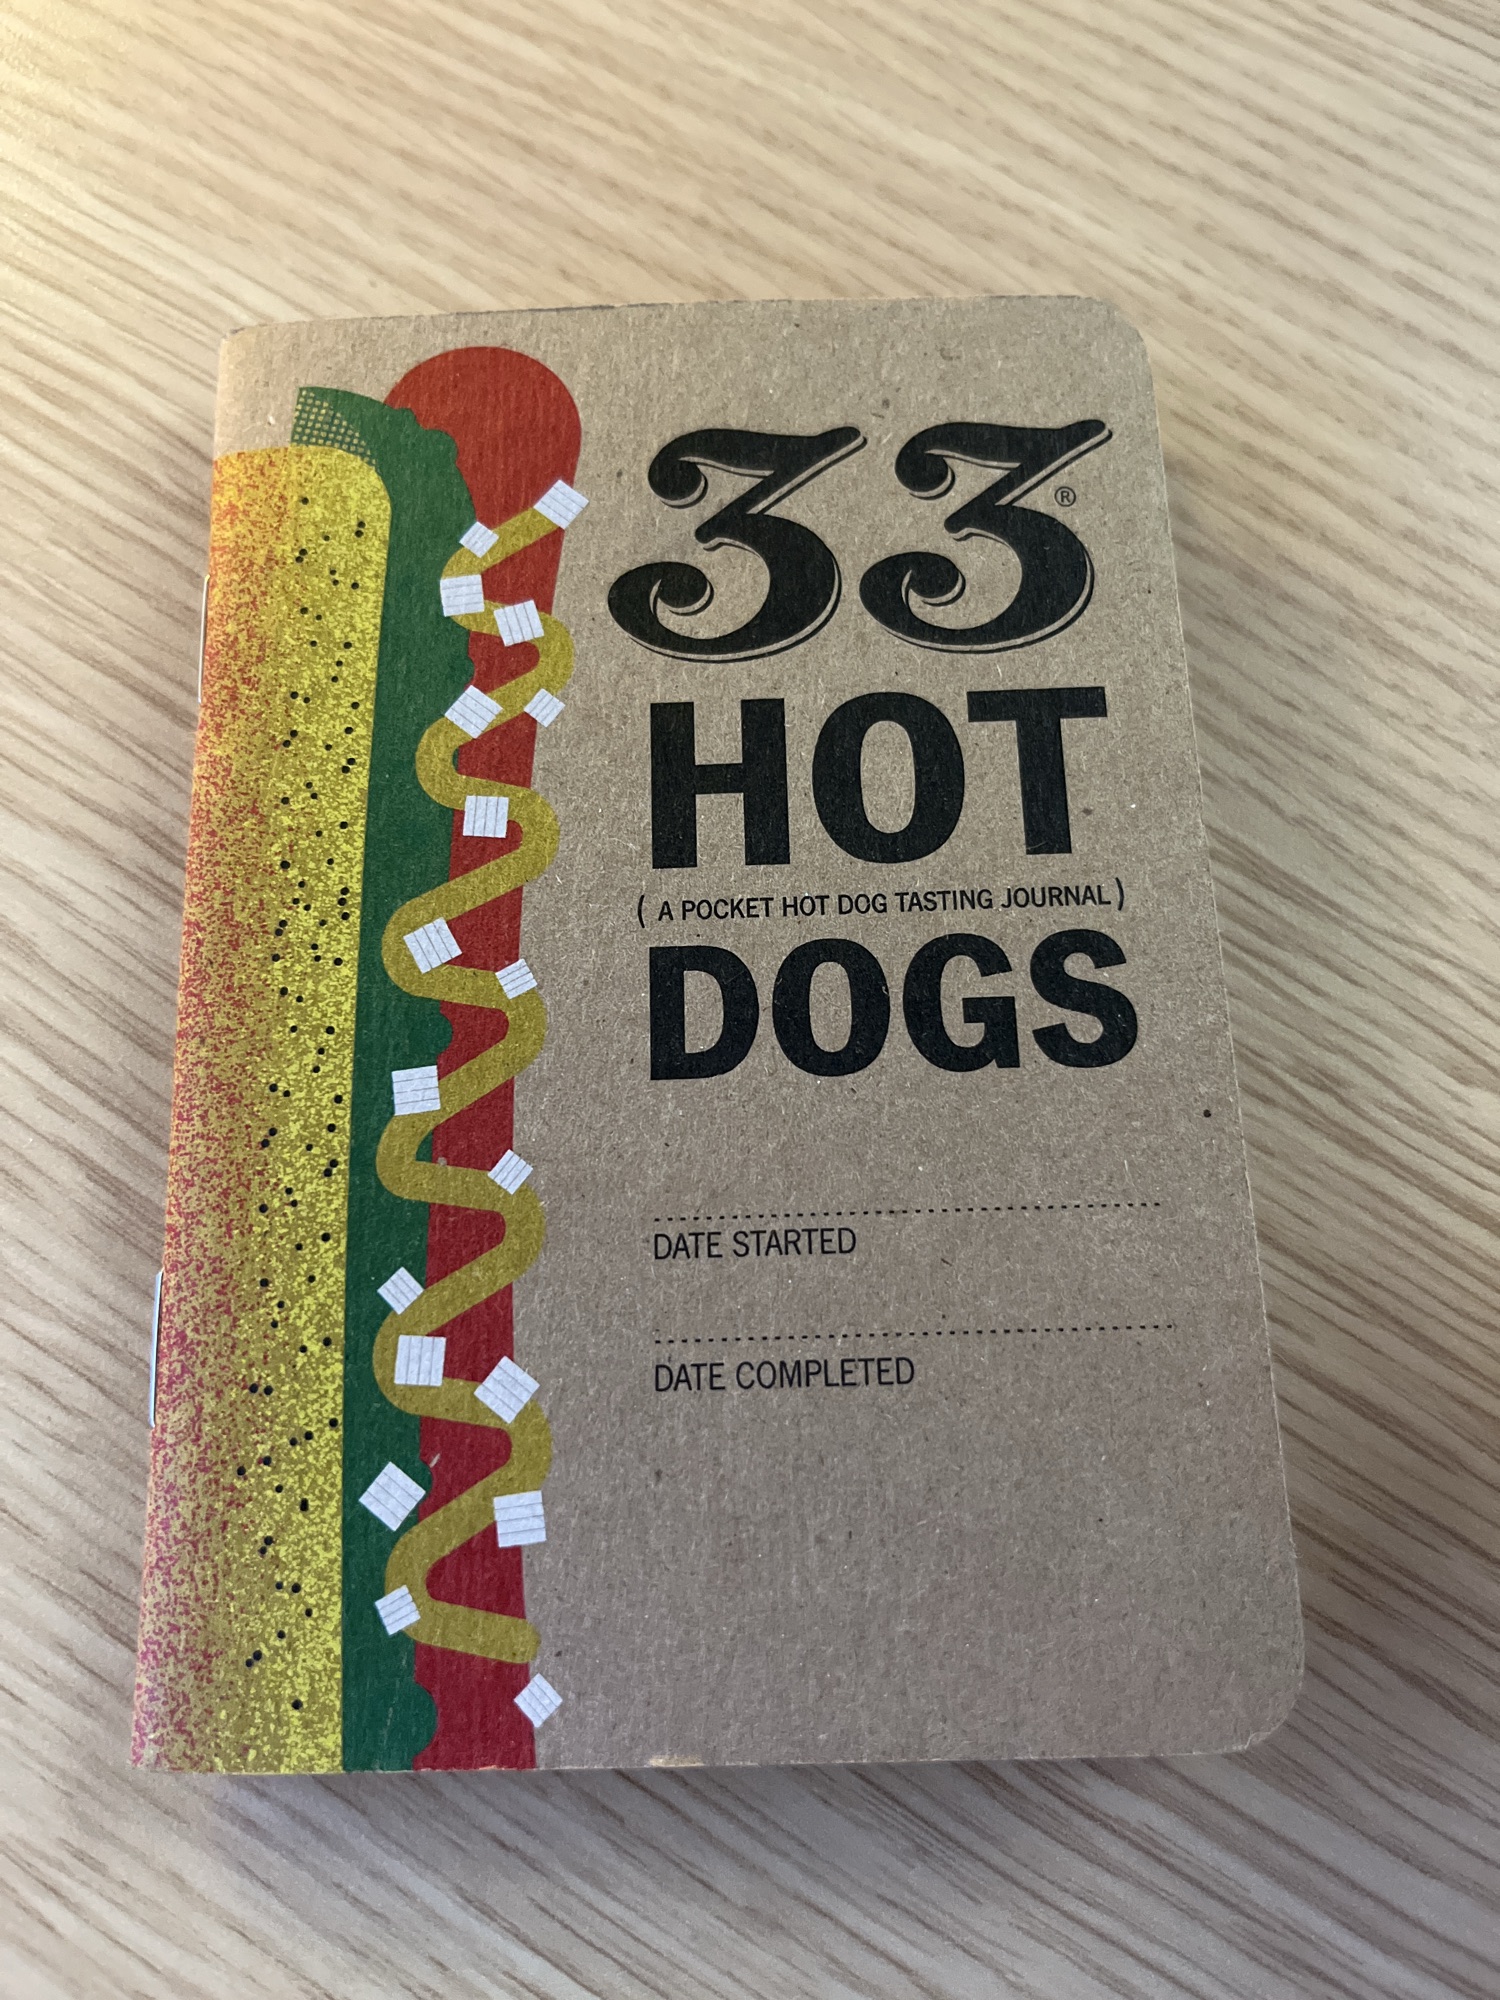 33®
HOT
( A POCKET HOT DOG TASTING JOURNAL )
DOGS
DATE STARTED
DATE COMPLETED